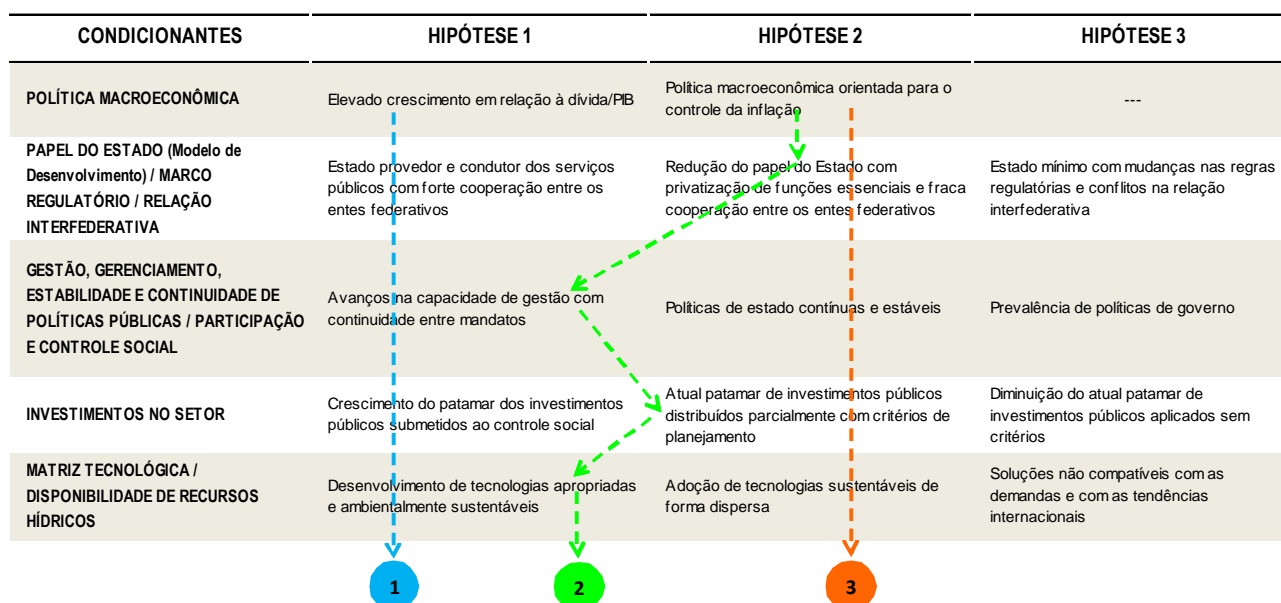 CONDICIONANTES HIPÓTESE 1 HIPÓTESE 2 HIPÓTESE 3
POLÍTICA MACROECONÔMICA
Elevado crescimento em relação à dívida/PIB
Política macroeconômica orientada para o
controle da inflação
---
PAPEL DO ESTADO (Modelo de
Desenvolvimento) / MARCO
REGULATÓRIO / RELAÇÃO
INTERFEDERATIVA
Estado provedor e condutor dos serviços
públicos com forte cooperação entre os
entes federativos
Redução do papel do Estado com
privatização de funções essenciais e fraca
cooperação entre os entes federativos
Estado mínimo com mudanças nas regras
regulatórias e conflitos na relação
interfederativa
GESTÃO, GERENCIAMENTO,
ESTABILIDADE E CONTINUIDADE DE
POLÍTICAS PÚBLICAS / PARTICIPAÇÃO
E CONTROLE SOCIAL
Avanços na capacidade de gestão com
continuidade entre mandatos
Políticas de estado contínuas e estáveis
Prevalência de políticas de governo
INVESTIMENTOS NO SETOR
Crescimento do patamar dos investimentos
públicos submetidos ao controle social
Atual patamar de investimentos públicos
distribuídos parcialmente com critérios de
planejamento
Diminuição do atual patamar de
investimentos públicos aplicados sem
critérios
MATRIZ TECNOLÓGICA /
DISPONIBILIDADE DE RECURSOS
HÍDRICOS
Desenvolvimento de tecnologias apropriadas
e ambientalmente sustentáveis
Adoção de tecnologias sustentáveis de
forma dispersa
Soluções não compatíveis com as
demandas e com as tendências
internacionais
1 2 3